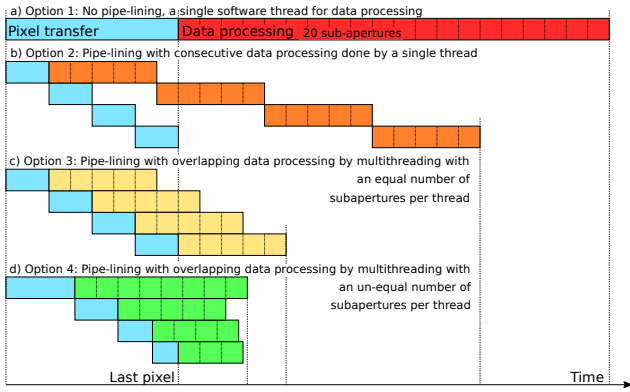 a) Option 1: No pipe-lining, a single software thread for data processing
Pixel transfer
Data processing 20 sub-apertures
b) Option 2: Pipe-lining with consecutive data processing done by a single thread
c) Option 3: Pipe-lining with overlapping data processing by multithreading with
an equal number of
subapertures per thread
d) Option 4: Pipe-lining with overlapping data processing by multithreading with
an un-equal number of
subapertures per thread
Last pixel
Time